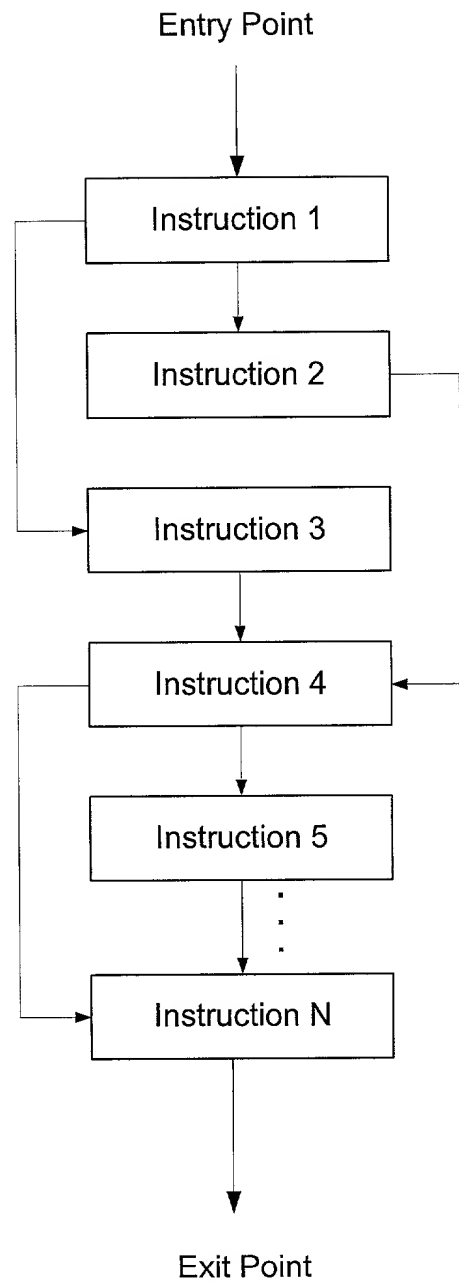 Entry Point
Instruction 1
Instruction 2
Instruction 3
Instruction 4
Instruction 5
Instruction N
Exit Point